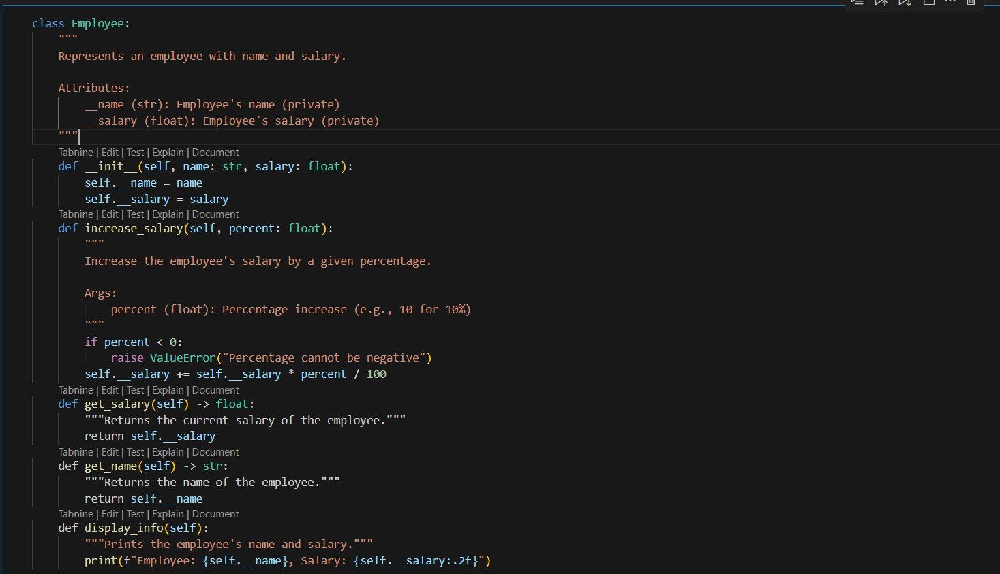 class Employee:
    """
    Represents an employee with name and salary.

    Attributes:
        __name (str): Employee's name (private)
        __salary (float): Employee's salary (private)
    """
    Tabnine | Edit | Test | Explain | Document
    def __init__(self, name: str, salary: float):
        self.__name = name
        self.__salary = salary
    Tabnine | Edit | Test | Explain | Document
    def increase_salary(self, percent: float):
        """
        Increase the employee's salary by a given percentage.

        Args:
            percent (float): Percentage increase (e.g., 10 for 10%)
        """
        if percent < 0:
            raise ValueError("Percentage cannot be negative")
        self.__salary += self.__salary * percent / 100
    Tabnine | Edit | Test | Explain | Document
    def get_salary(self) -> float:
        """Returns the current salary of the employee."""
        return self.__salary
    Tabnine | Edit | Test | Explain | Document
    def get_name(self) -> str:
        """Returns the name of the employee."""
        return self.__name
    Tabnine | Edit | Test | Explain | Document
    def display_info(self):
        """Prints the employee's name and salary."""
        print(f"Employee: {self.__name}, Salary: {self.__salary:.2f}")